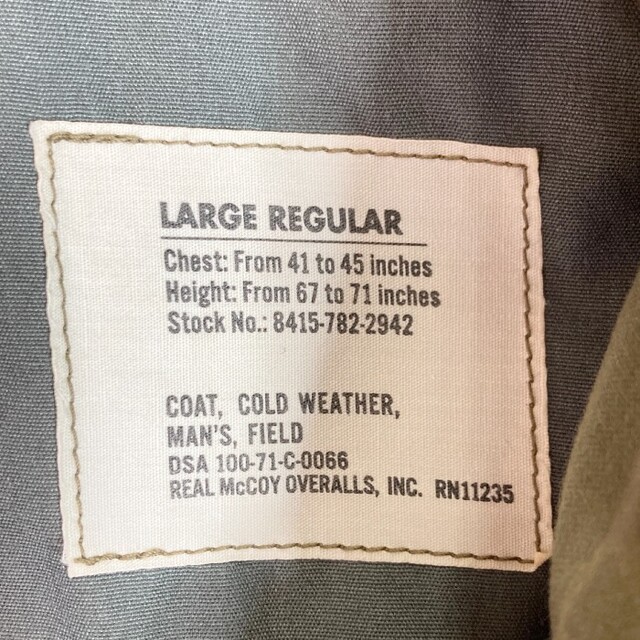 LARGE REGULAR
Chest: From 41 to 45 inches
Height: From 67 to 71 inches
Stock No.: 8415-782-2942
COAT, COLD WEATHER,
MAN'S, FIELD
DSA 100-71-C-0066
REAL McCOY OVERALLS, INC. RN11235